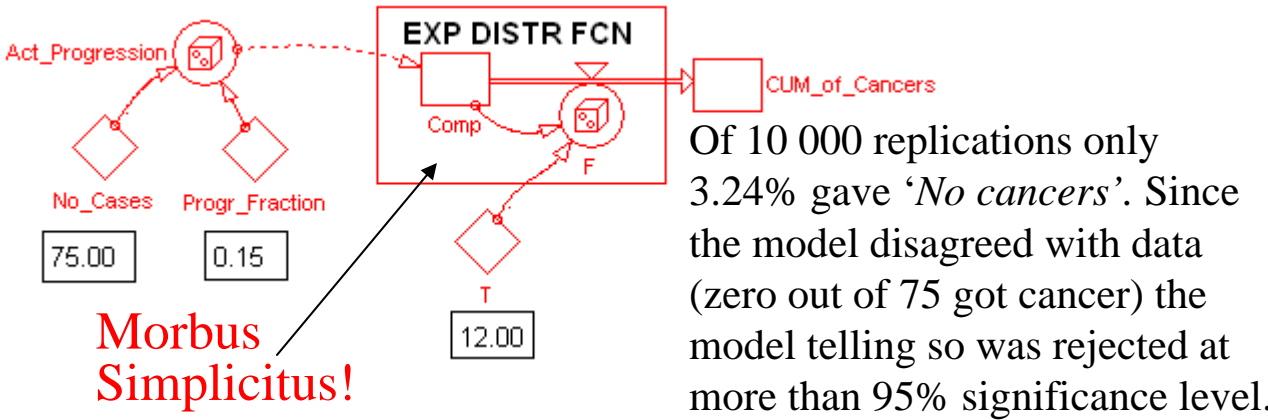 EXP DISTR FCN
Act_Progression
CUM_of_Cancers
Comp
F
No_Cases
Progr_Fraction
75.00
0.15
T
12.00
Morbus
Simplicitus!
Of 10 000 replications only
3.24% gave ‘No cancers’. Since
the model disagreed with data
(zero out of 75 got cancer) the
model telling so was rejected at
more than 95% significance level.